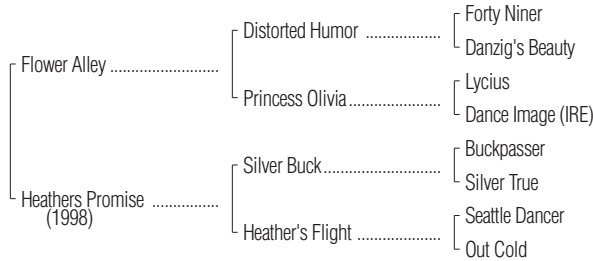 Forty Niner
Distorted Humor ..................
Danzig's Beauty
Flower Alley ..........................
Lycius
Princess Olivia......................
Dance Image (IRE)
Buckpasser
Silver Buck............................
Silver True
Heathers Promise ................
(1998)
Seattle Dancer
Heather's Flight ....................
Out Cold